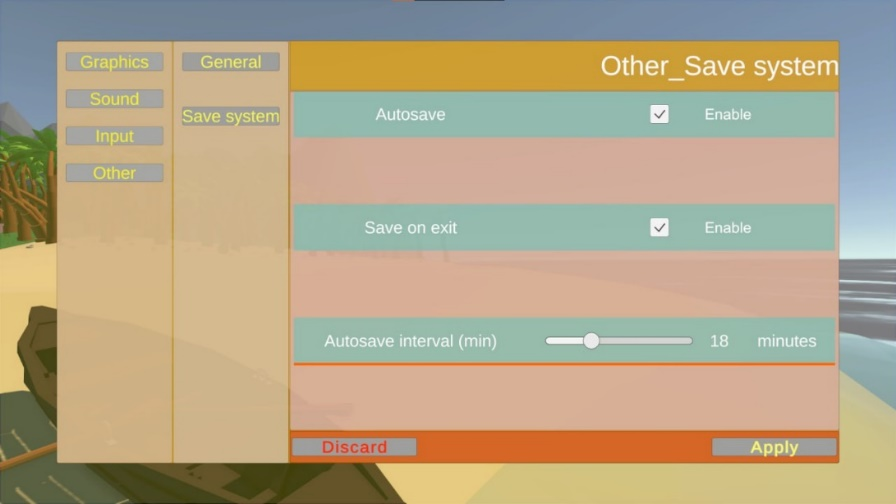 Graphics
Sound
Input
Other
General
Save system
Other_Save system
Autosave
Enable
Save on exit
Enable
Autosave interval (min)
18 minutes
Discard
Apply